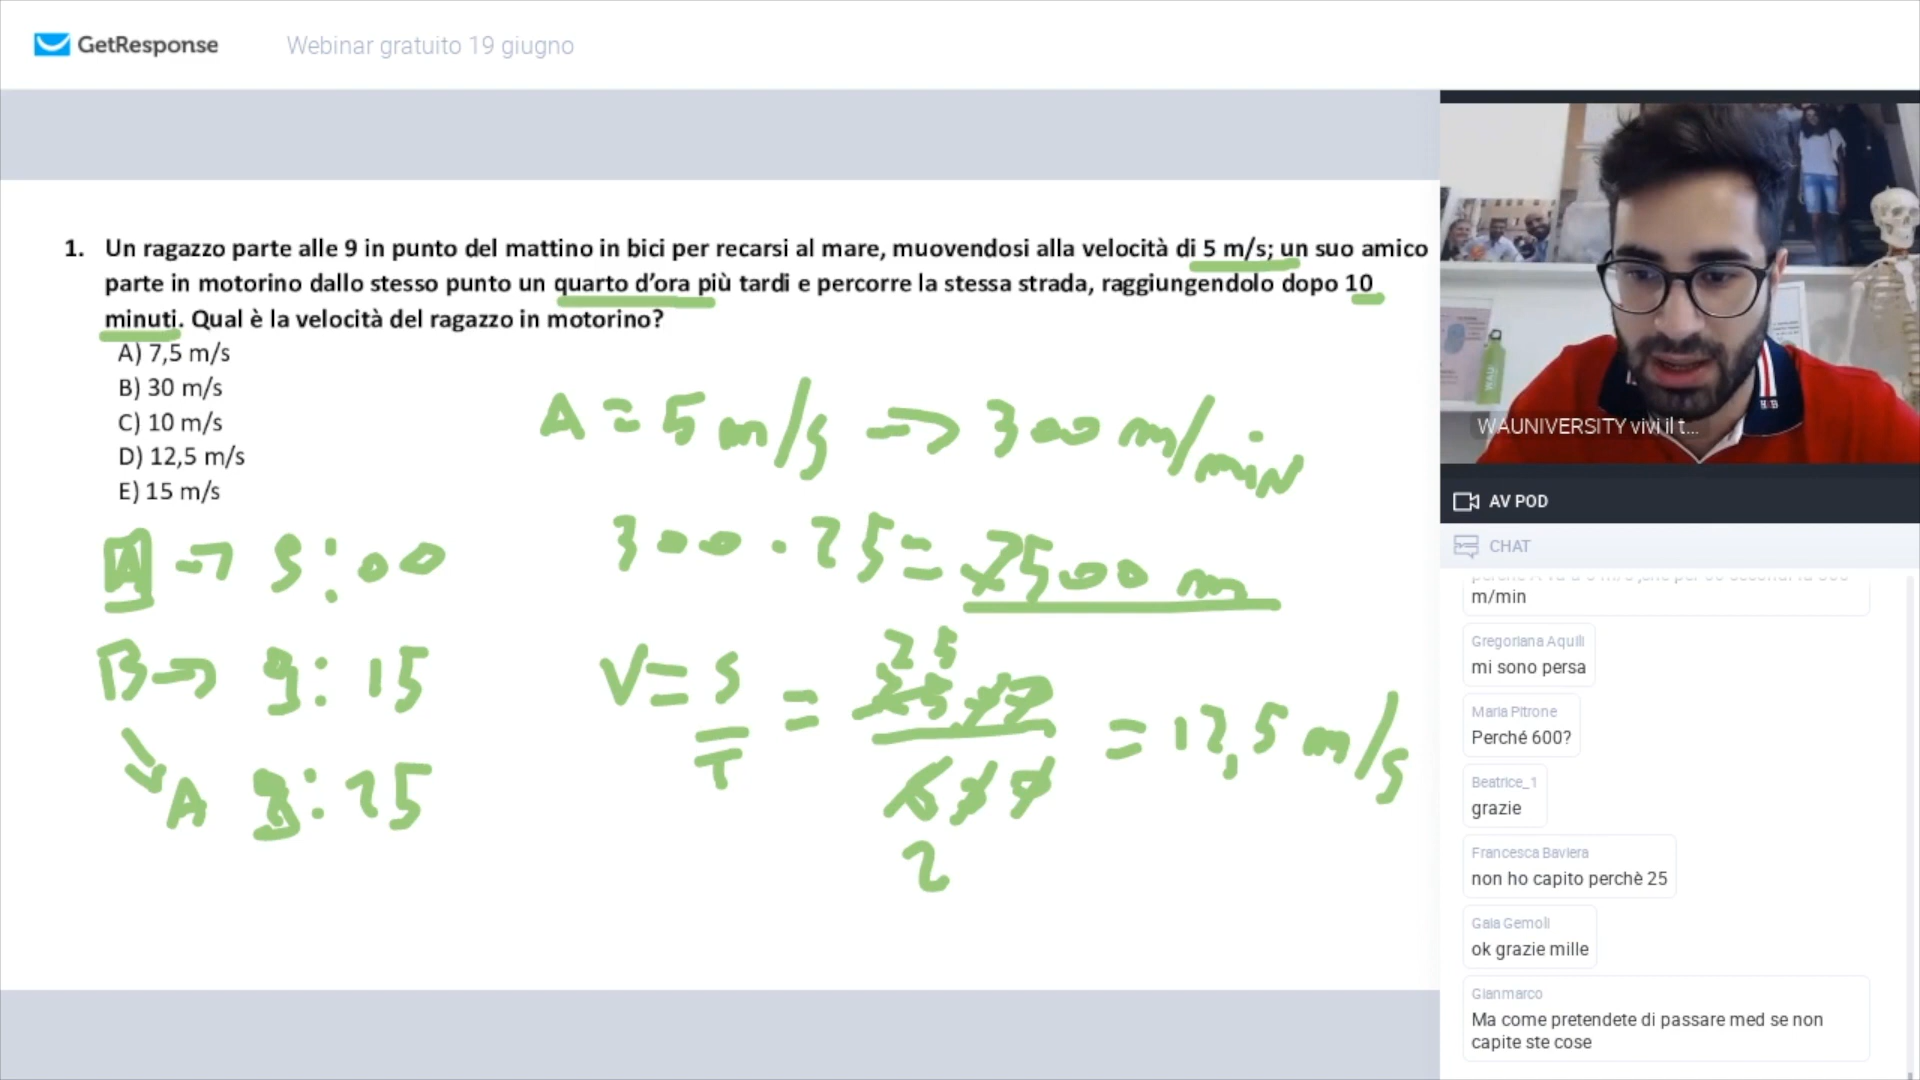 GetResponse
Webinar gratuito 19 giugno
1. Un ragazzo parte alle 9 in punto del mattino in bici per recarsi al mare, muovendosi alla velocità di 5 m/s; un suo amico
parte in motorino dallo stesso punto un quarto d'ora più tardi e percorre la stessa strada, raggiungendolo dopo 10
minuti. Qual è la velocità del ragazzo in motorino?
A) 7,5 m/s
B) 30 m/s
C) 10 m/s
D) 12,5 m/s
E) 15 m/s
A = 5 m/s → 300 m/min
300 · 25 = 7500 m
A → 9:00
B → 9:15
A 9:25
V = S/T = 7500/600 = 12,5 m/s
25
2
WAU
HB
WAUNIVERSITY vivi il t...
AV POD
CHAT
m/min
Gregoriana Aquili
mi sono persa
Maria Pitrone
Perché 600?
Beatrice_1
grazie
Francesca Baviera
non ho capito perchè 25
Gaia Gemoli
ok grazie mille
Gianmarco
Ma come pretendete di passare med se non
capite ste cose